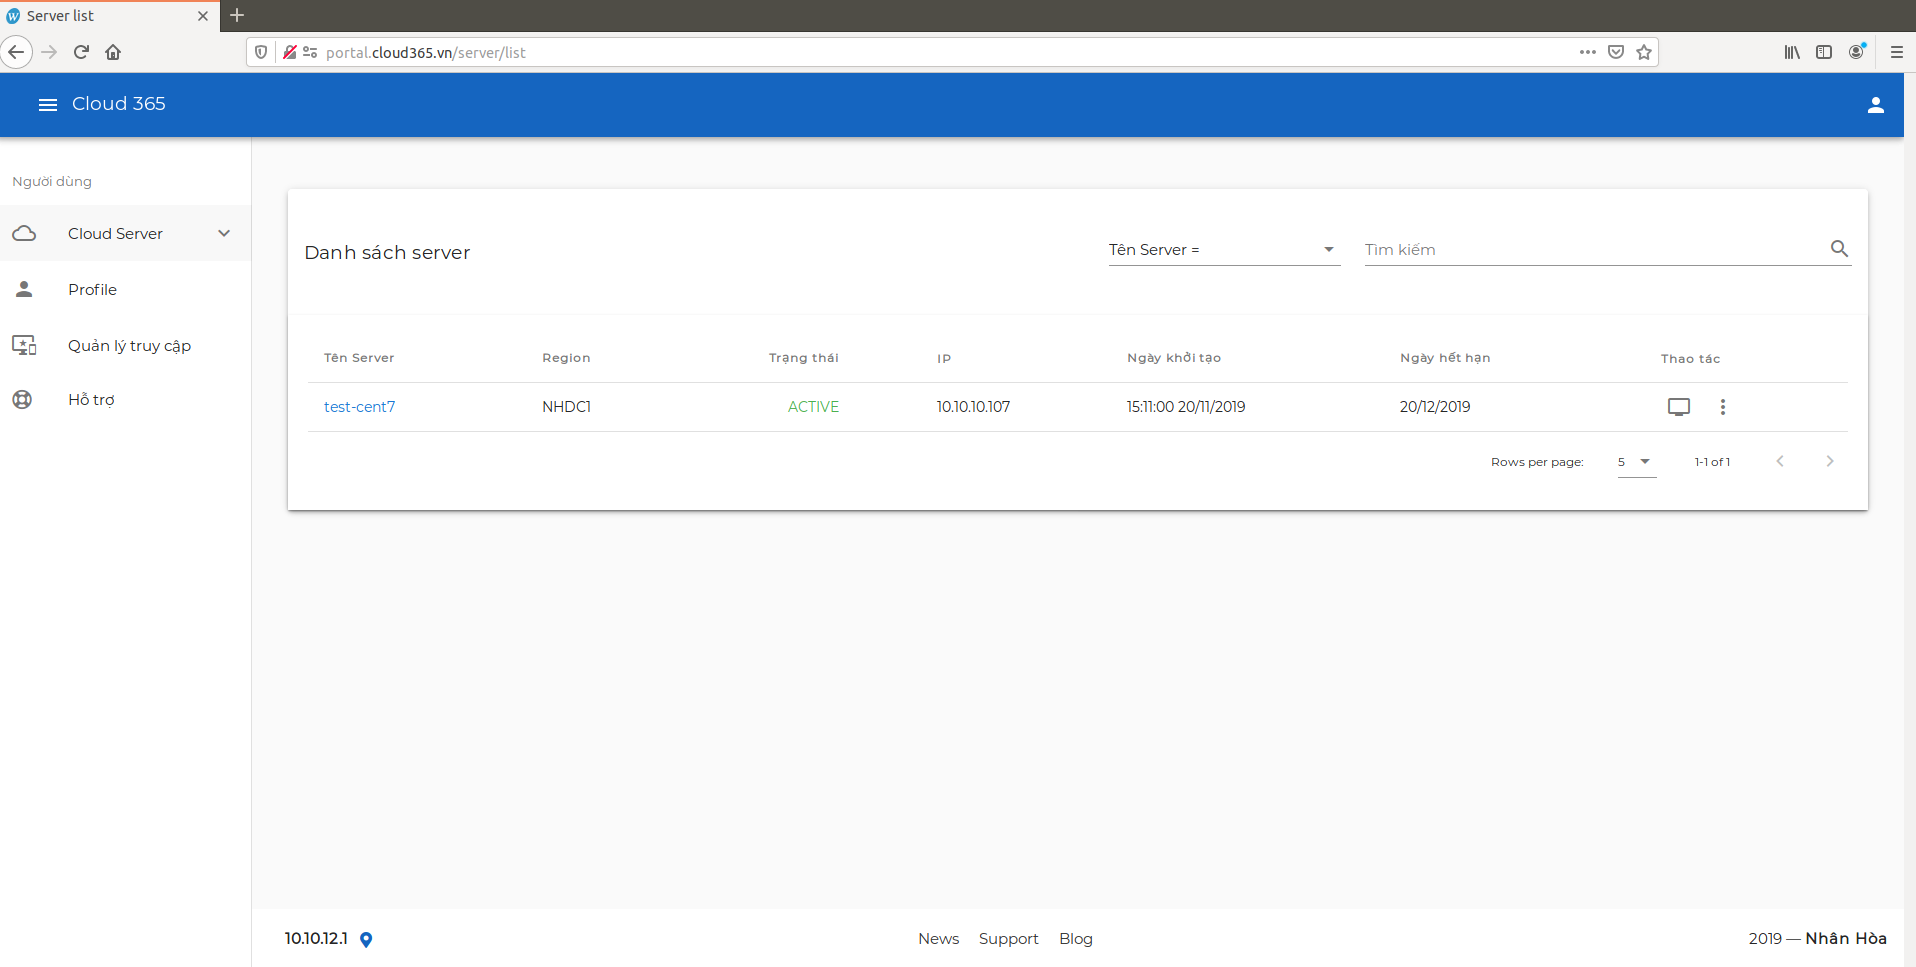 Server list
portal.cloud365.vn/server/list
Cloud 365
Người dùng
Cloud Server
Profile
Quản lý truy cập
Hỗ trợ
Danh sách server
Tên Server =
Tìm kiếm
Tên Server Region Trạng thái IP Ngày khởi tạo Ngày hết hạn Thao tác
test-cent7 NHDC1 ACTIVE 10.10.10.107 15:11:00 20/11/2019 20/12/2019
Rows per page: 5 1-1 of 1
10.10.12.1 News Support Blog 2019 — Nhân Hòa